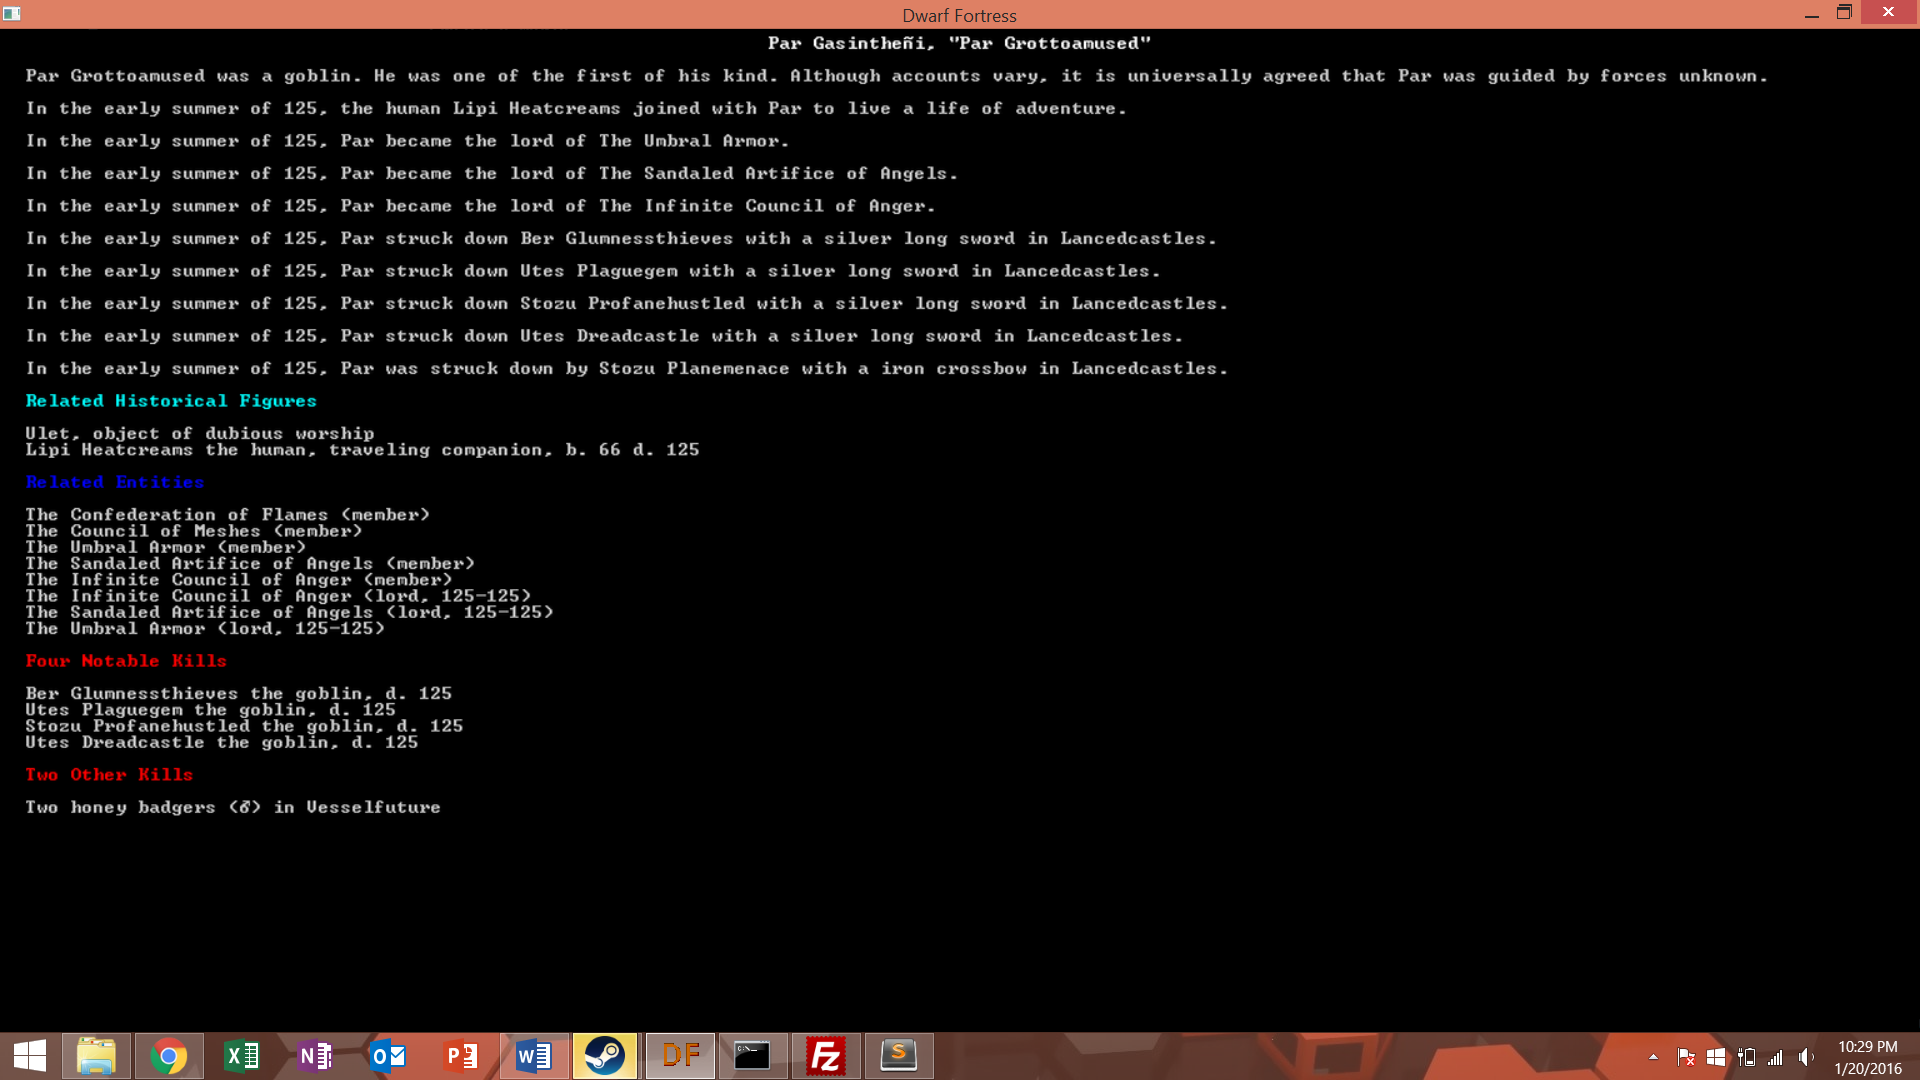 Dwarf Fortress
Par Gasintheñi, "Par Grottoamused"
Par Grottoamused was a goblin. He was one of the first of his kind. Although accounts vary, it is universally agreed that Par was guided by forces unknown.
In the early summer of 125, the human Lipi Heatcreams joined with Par to live a life of adventure.
In the early summer of 125, Par became the lord of The Umbral Armor.
In the early summer of 125, Par became the lord of The Sandaled Artifice of Angels.
In the early summer of 125, Par became the lord of The Infinite Council of Anger.
In the early summer of 125, Par struck down Ber Glumnessthieves with a silver long sword in Lancedcastles.
In the early summer of 125, Par struck down Utes Plaguegem with a silver long sword in Lancedcastles.
In the early summer of 125, Par struck down Stozu Profanehustled with a silver long sword in Lancedcastles.
In the early summer of 125, Par struck down Utes Dreadcastle with a silver long sword in Lancedcastles.
In the early summer of 125, Par was struck down by Stozu Planemenace with a iron crossbow in Lancedcastles.
Related Historical Figures
Ulet, object of dubious worship
Lipi Heatcreams the human, traveling companion, b. 66 d. 125
Related Entities
The Confederation of Flames (member)
The Council of Meshes (member)
The Umbral Armor (member)
The Sandaled Artifice of Angels (member)
The Infinite Council of Anger (member)
The Infinite Council of Anger (lord, 125-125)
The Sandaled Artifice of Angels (lord, 125-125)
The Umbral Armor (lord, 125-125)
Four Notable Kills
Ber Glumnessthieves the goblin, d. 125
Utes Plaguegem the goblin, d. 125
Stozu Profanehustled the goblin, d. 125
Utes Dreadcastle the goblin, d. 125
Two Other Kills
Two honey badgers (♂) in Vesselfuture
DF
10:29 PM
1/20/2016